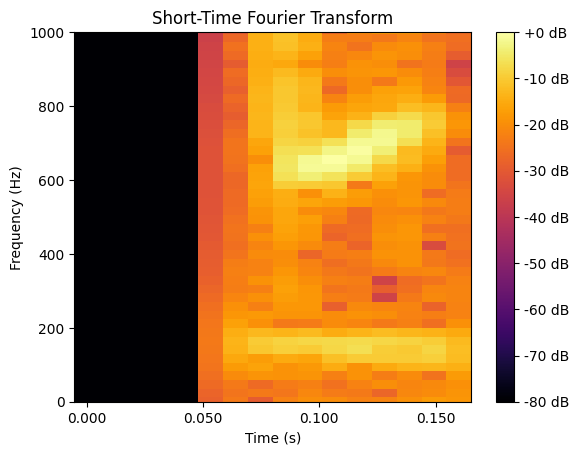 Short-Time Fourier Transform
1000
800
600
400
200
0
Frequency (Hz)
0.000
0.050
0.100
0.150
Time (s)
+0 dB
-10 dB
-20 dB
-30 dB
-40 dB
-50 dB
-60 dB
-70 dB
-80 dB